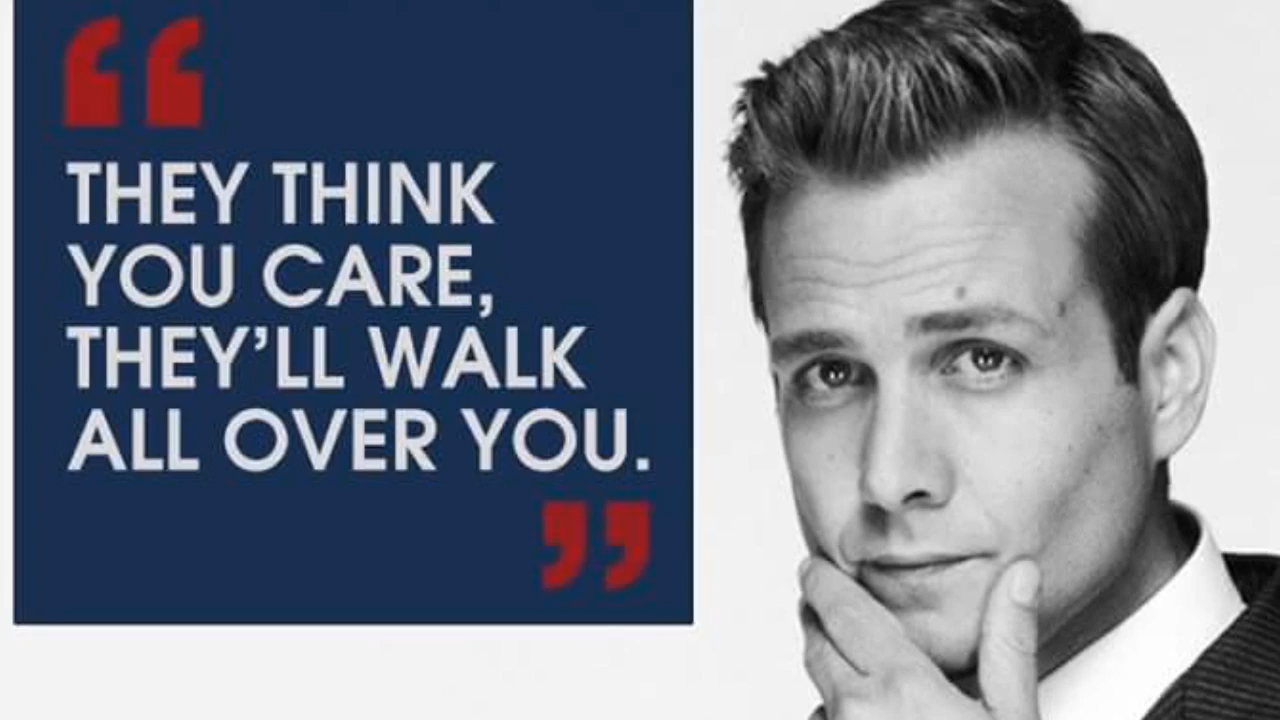 “
THEY THINK
YOU CARE,
THEY’LL WALK
ALL OVER YOU.
”